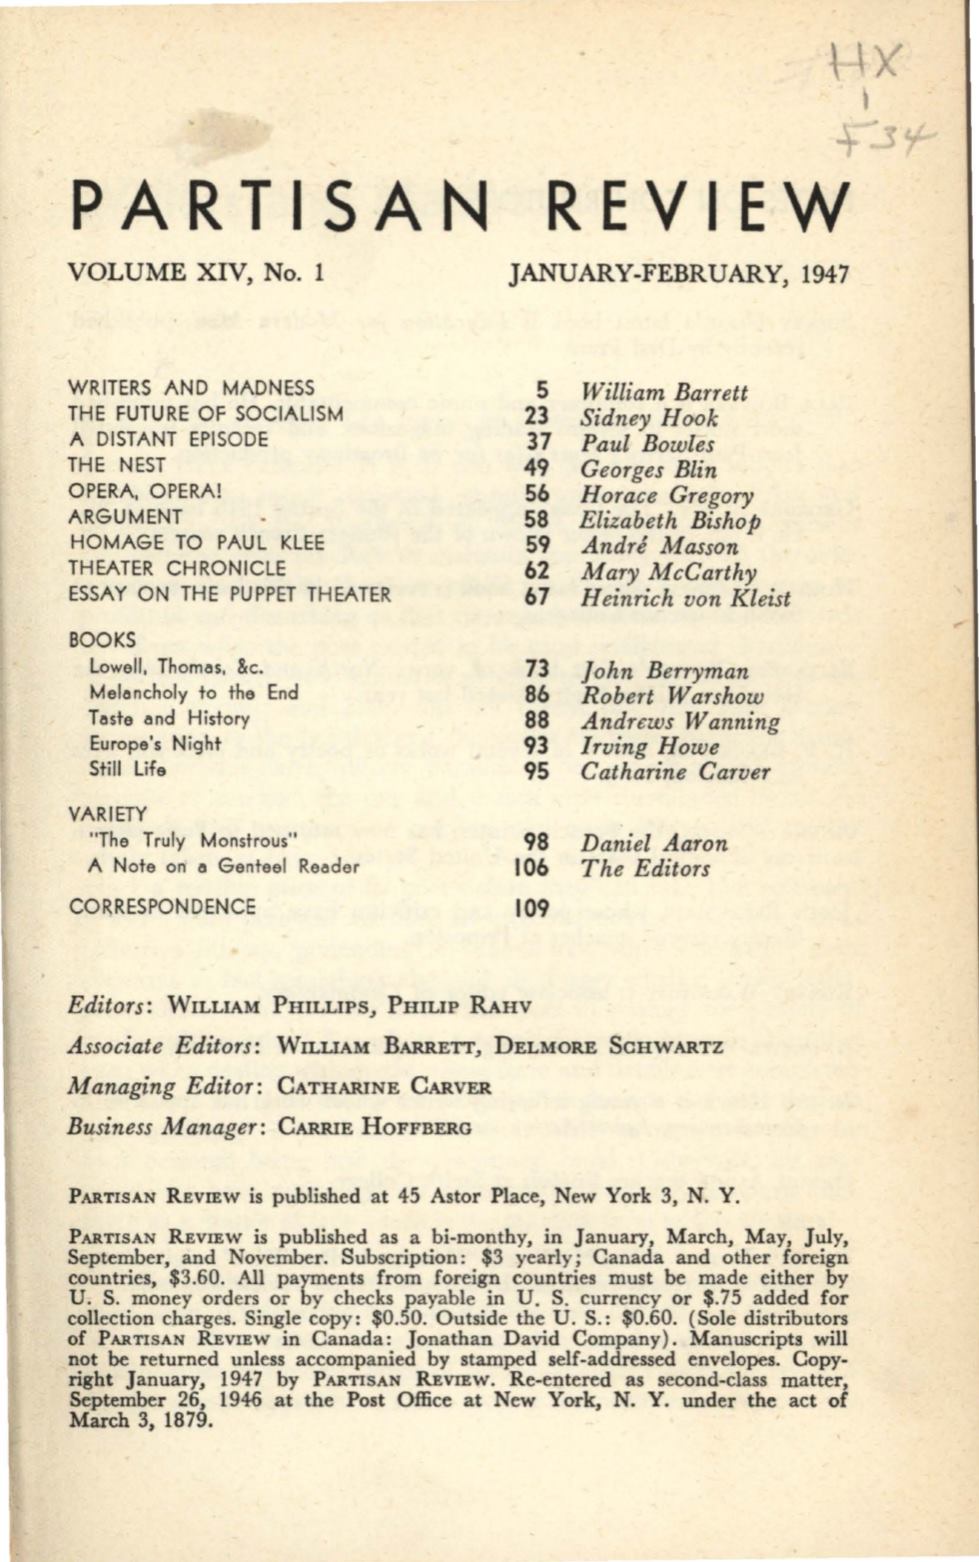 HX
1
F34
PARTISAN REVIEW
VOLUME XIV, No. 1 JANUARY-FEBRUARY, 1947
WRITERS AND MADNESS 5 William Barrett
THE FUTURE OF SOCIALISM 23 Sidney Hook
A DISTANT EPISODE 37 Paul Bowles
THE NEST 49 Georges Blin
OPERA, OPERA! 56 Horace Gregory
ARGUMENT 58 Elizabeth Bishop
HOMAGE TO PAUL KLEE 59 André Masson
THEATER CHRONICLE 62 Mary McCarthy
ESSAY ON THE PUPPET THEATER 67 Heinrich von Kleist
BOOKS
Lowell, Thomas, &c. 73 John Berryman
Melancholy to the End 86 Robert Warshow
Taste and History 88 Andrews Wanning
Europe's Night 93 Irving Howe
Still Life 95 Catharine Carver
VARIETY
"The Truly Monstrous" 98 Daniel Aaron
A Note on a Genteel Reader 106 The Editors
CORRESPONDENCE 109
Editors: WILLIAM PHILLIPS, PHILIP RAHV
Associate Editors: WILLIAM BARRETT, DELMORE SCHWARTZ
Managing Editor: CATHARINE CARVER
Business Manager: CARRIE HOFFBERG
PARTISAN REVIEW is published at 45 Astor Place, New York 3, N. Y.
PARTISAN REVIEW is published as a bi-monthy, in January, March, May, July,
September, and November. Subscription: $3 yearly; Canada and other foreign
countries, $3.60. All payments from foreign countries must be made either by
U. S. money orders or by checks payable in U. S. currency or $.75 added for
collection charges. Single copy: $0.50. Outside the U. S.: $0.60. (Sole distributors
of PARTISAN REVIEW in Canada: Jonathan David Company). Manuscripts will
not be returned unless accompanied by stamped self-addressed envelopes. Copy-
right January, 1947 by PARTISAN REVIEW. Re-entered as second-class matter,
September 26, 1946 at the Post Office at New York, N. Y. under the act of
March 3, 1879.